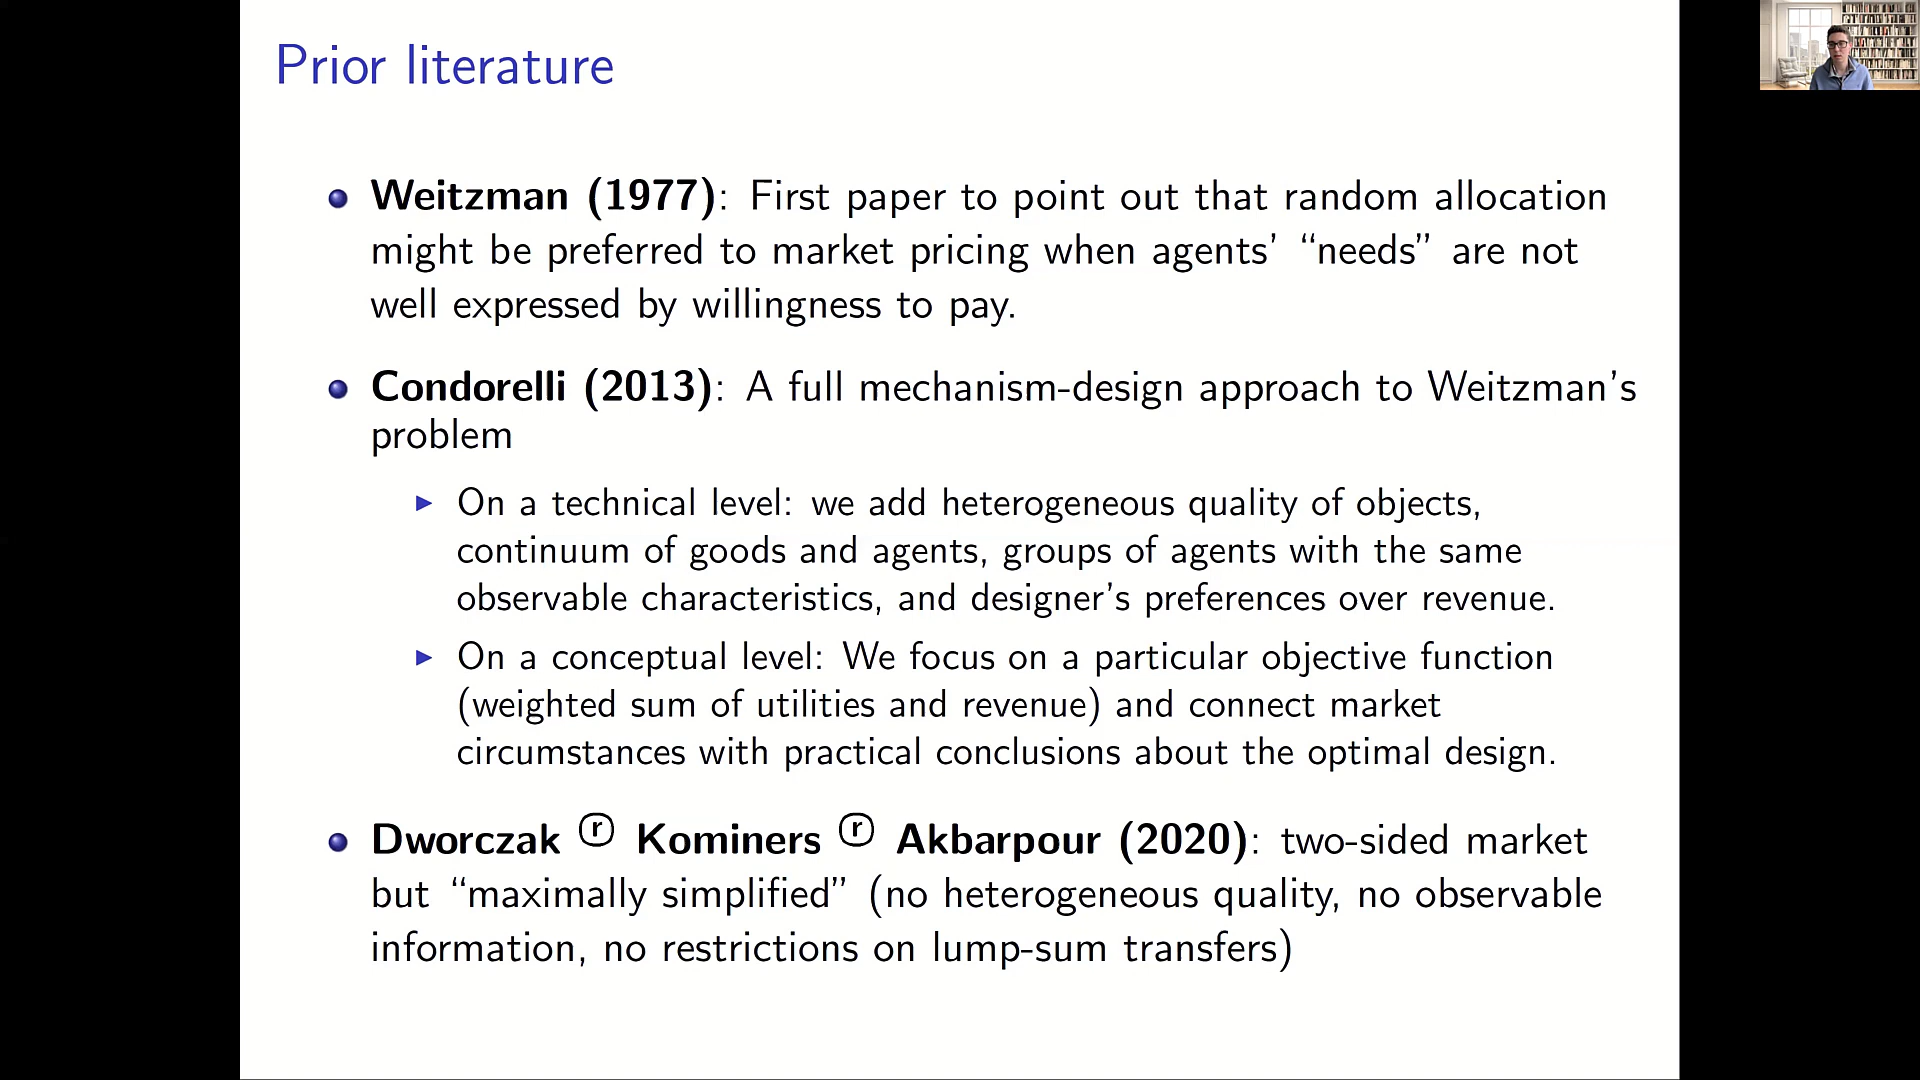 Prior literature
Weitzman (1977): First paper to point out that random allocation
might be preferred to market pricing when agents’ “needs” are not
well expressed by willingness to pay.
Condorelli (2013): A full mechanism-design approach to Weitzman’s
problem
On a technical level: we add heterogeneous quality of objects,
continuum of goods and agents, groups of agents with the same
observable characteristics, and designer’s preferences over revenue.
On a conceptual level: We focus on a particular objective function
(weighted sum of utilities and revenue) and connect market
circumstances with practical conclusions about the optimal design.
Dworczak ⓡ Kominers ⓡ Akbarpour (2020): two-sided market
but “maximally simplified” (no heterogeneous quality, no observable
information, no restrictions on lump-sum transfers)